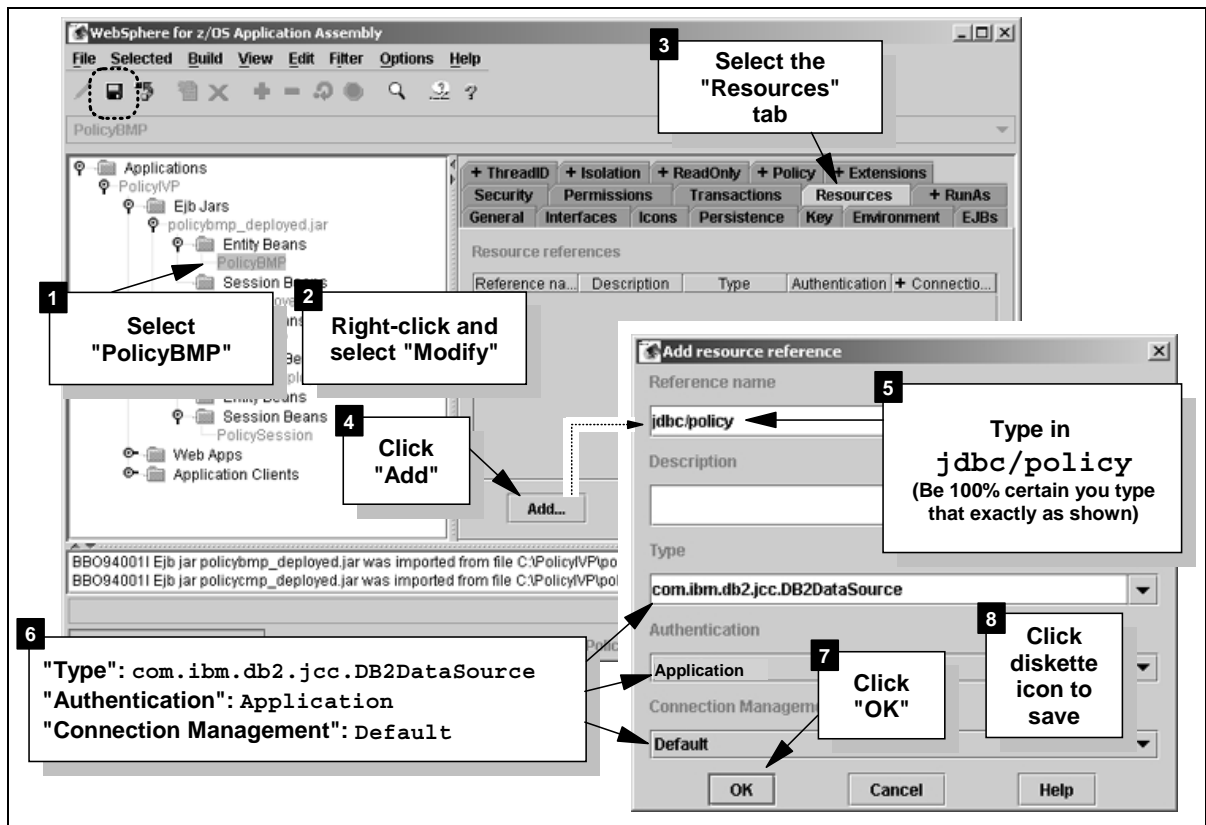 WebSphere for z/OS Application Assembly
File Selected Build View Edit Filter Options Help
PolicyBMP
3
Select the
"Resources"
tab
Applications
PolicyIVP
Ejb Jars
policybmp_deployed.jar
Entity Beans
PolicyBMP
Session Beans
Entity Beans
Session Beans
PolicySession
Web Apps
Application Clients
+ ThreadID + Isolation + ReadOnly + Policy + Extensions
Security Permissions Transactions Resources + RunAs
General Interfaces Icons Persistence Key Environment EJBs
Resource references
Reference na... Description Type Authentication + Connectio...
1
Select
"PolicyBMP"
2
Right-click and
select "Modify"
4
Click
"Add"
Add...
BBO94001I Ejb jar policybmp_deployed.jar was imported from file C:\PolicyIVP\po
BBO94001I Ejb jar policycmp_deployed.jar was imported from file C:\PolicyIVP\pol
Add resource reference
Reference name
jdbc/policy
Description
Type
com.ibm.db2.jcc.DB2DataSource
Authentication
Application
Connection Manageme
Default
OK Cancel Help
5
Type in
jdbc/policy
(Be 100% certain you type
that exactly as shown)
6
"Type": com.ibm.db2.jcc.DB2DataSource
"Authentication": Application
"Connection Management": Default
7
Click
"OK"
8
Click
diskette
icon to
save